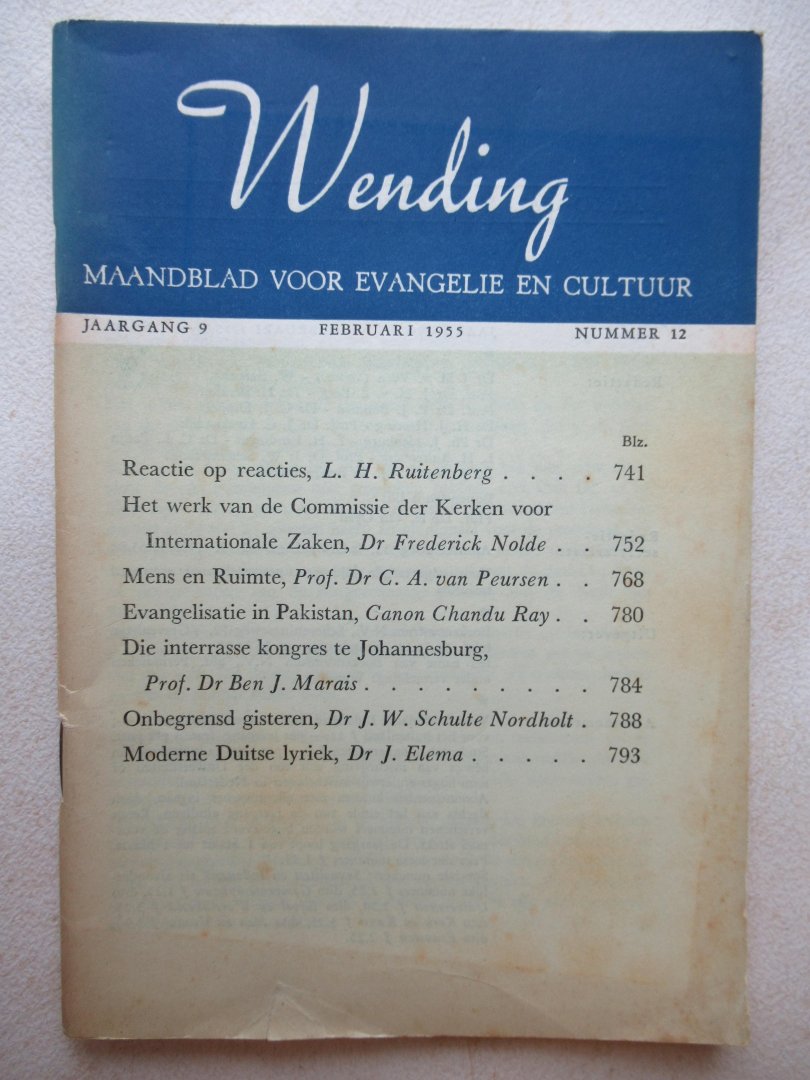 Wending
MAANDBLAD VOOR EVANGELIE EN CULTUUR
JAARGANG 9 FEBRUARI 1955 NUMMER 12
Blz.
Reactie op reacties, L. H. Ruitenberg . . . . 741
Het werk van de Commissie der Kerken voor
Internationale Zaken, Dr Frederick Nolde . . 752
Mens en Ruimte, Prof. Dr C. A. van Peursen . . 768
Evangelisatie in Pakistan, Canon Chandu Ray . . 780
Die interrasse kongres te Johannesburg,
Prof. Dr Ben J. Marais . . . . . . . . . 784
Onbegrensd gisteren, Dr J. W. Schulte Nordholt . 788
Moderne Duitse lyriek, Dr J. Elema . . . . . 793